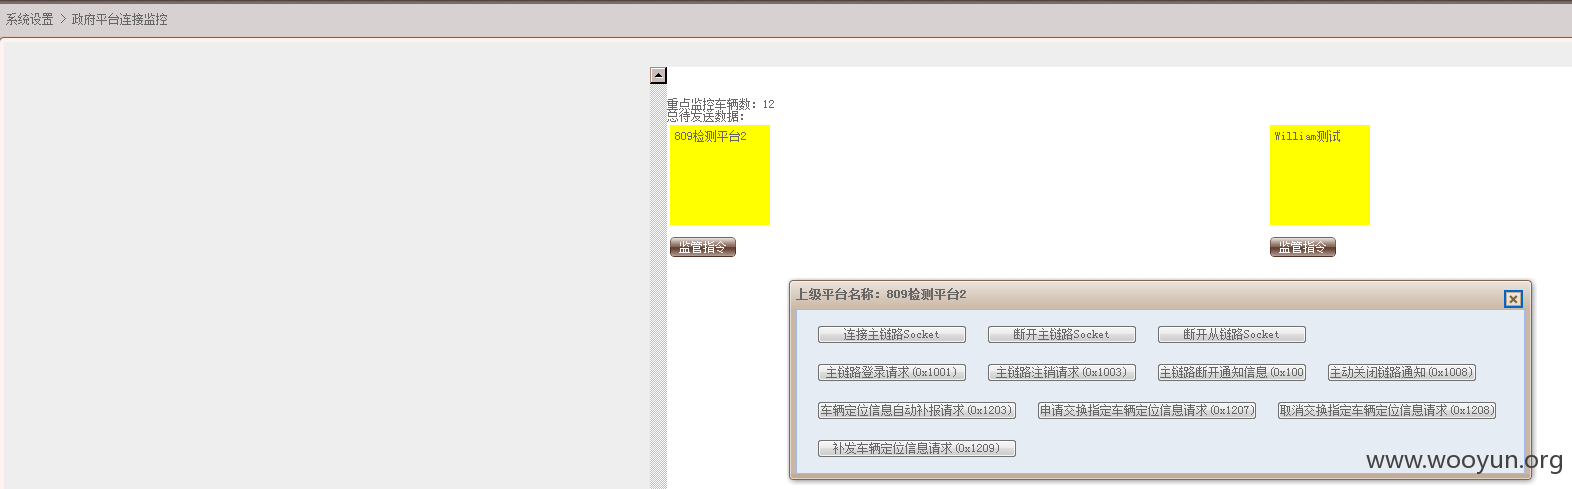 系统设置 > 政府平台连接监控
重点监控车辆数: 12
总待发送数据:
809检测平台2
William测试
监管指令
监管指令
上级平台名称: 809检测平台2
连接主链路Socket
断开主链路Socket
断开从链路Socket
主链路登录请求(0x1001)
主链路注销请求(0x1003)
主链路断开通知信息(0x100
主动关闭链路通知(0x1008)
车辆定位信息自动补报请求(0x1203)
申请交换指定车辆定位信息请求(0x1207)
取消交换指定车辆定位信息请求(0x1208)
补发车辆定位信息请求(0x1209)
www.wooyun.org